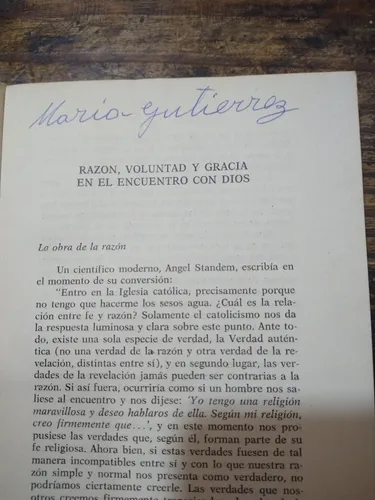 Maria Gutierrez
RAZON, VOLUNTAD Y GRACIA
EN EL ENCUENTRO CON DIOS
La obra de la razón
Un científico moderno, Angel Standem, escribía en
el momento de su conversión:
"Entro en la Iglesia católica, precisamente porque
no tengo que hacerme los sesos agua. ¿Cuál es la rela-
ción entre fe y razón? Solamente el catolicismo nos da
la respuesta luminosa y clara sobre este punto. Ante to-
do, existe una sola especie de verdad, la Verdad autén-
tica (no una verdad de la razón y otra verdad de la re-
velación, distintas entre sí), y en segundo lugar, las ver-
dades de la revelación jamás pueden ser contrarias a la
razón. Si así fuera, ocurriría como si un hombre nos sa-
liese al encuentro y nos dijese: 'Yo tengo una religión
maravillosa y deseo hablaros de ella. Según mi religión,
creo firmemente que...', y en este momento nos pro-
pusiese las verdades que, según él, forman parte de su
fe religiosa. Ahora bien, si estas verdades fuesen de tal
manera incompatibles entre sí y con lo que nuestra ra-
zón simple y normal nos presenta como verdadero, no
podríamos ciertamente creerle. Las verdades que nos-
otros creemos firmemente